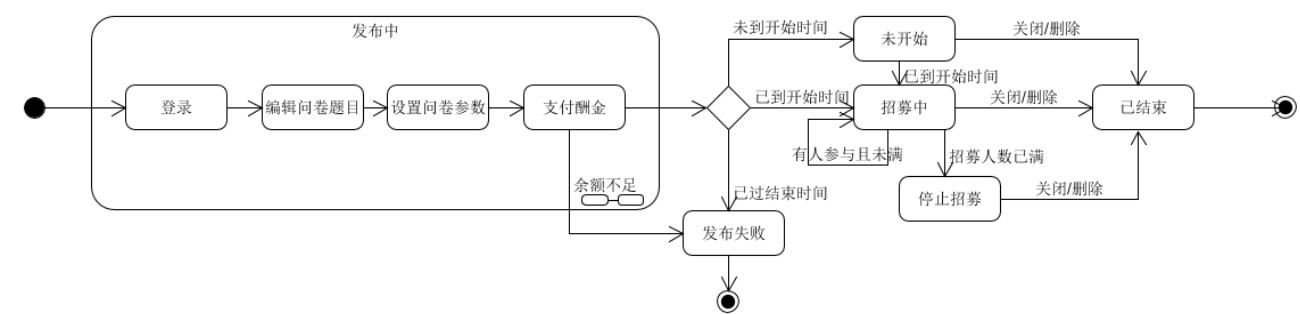 发布中
登录
编辑问卷题目
设置问卷参数
支付酬金
余额不足
未到开始时间
已到开始时间
已过结束时间
发布失败
未开始
关闭/删除
已到开始时间
招募中
关闭/删除
有人参与且未满
招募人数已满
停止招募
关闭/删除
已结束